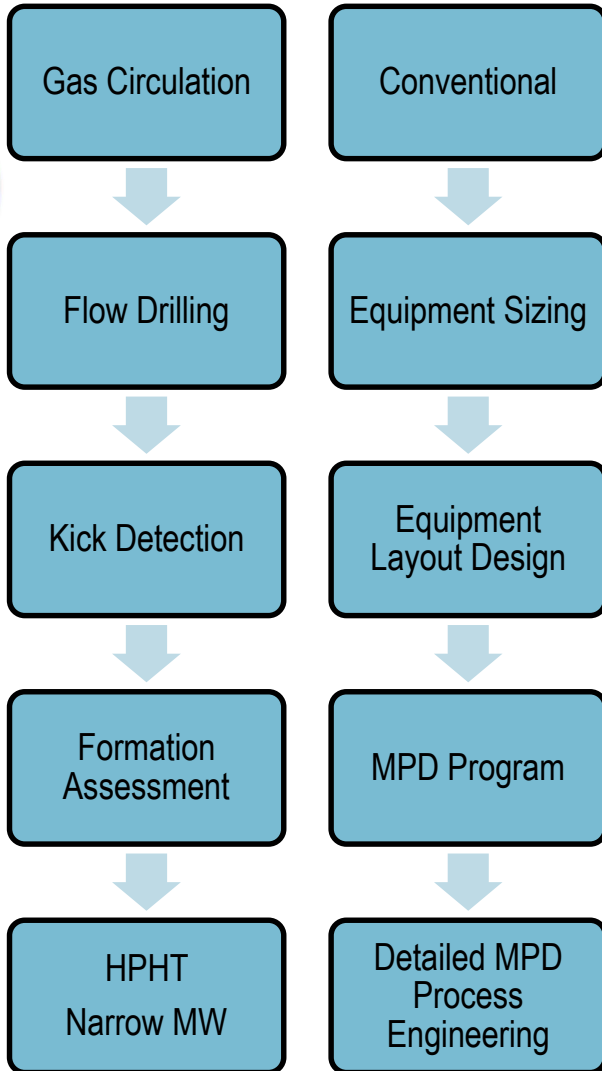 Gas Circulation
Flow Drilling
Kick Detection
Formation
Assessment
HPHT
Narrow MW
Conventional
Equipment Sizing
Equipment
Layout Design
MPD Program
Detailed MPD
Process
Engineering